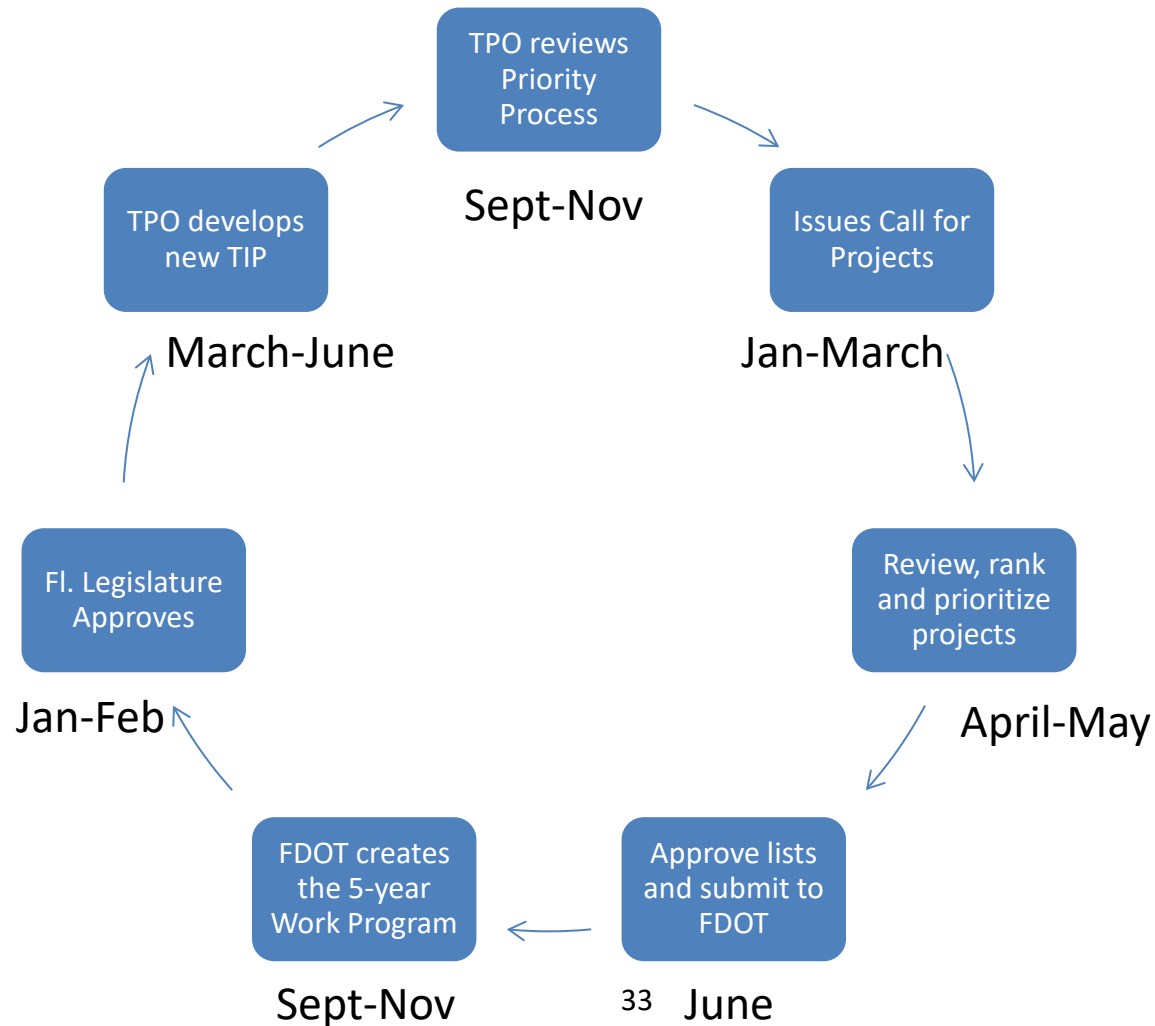 TPO reviews
Priority
Process
Sept-Nov
Issues Call for
Projects
Jan-March
Review, rank
and prioritize
projects
April-May
Approve lists
and submit to
FDOT
33 June
FDOT creates
the 5-year
Work Program
Sept-Nov
Fl. Legislature
Approves
Jan-Feb
TPO develops
new TIP
March-June